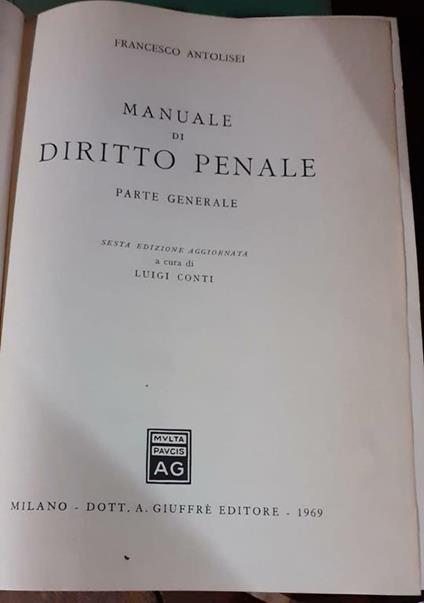 FRANCESCO ANTOLISEI
MANUALE
DI
DIRITTO PENALE
PARTE GENERALE
SESTA EDIZIONE AGGIORNATA
a cura di
LUIGI CONTI
MVLTA
PAVCIS
AG
MILANO - DOTT. A. GIUFFRÈ EDITORE - 1969